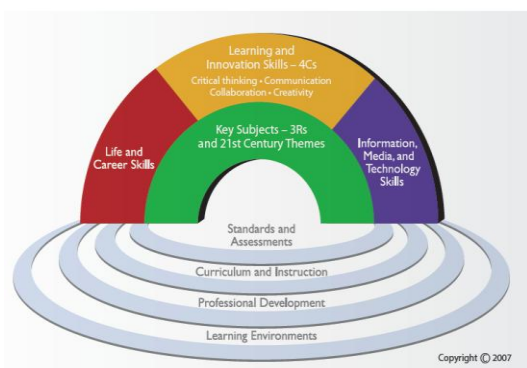 Learning and
Innovation Skills – 4Cs
Critical thinking • Communication
Collaboration • Creativity
Key Subjects – 3Rs
and 21st Century Themes
Life and
Career Skills
Information,
Media, and
Technology
Skills
Standards and
Assessments
Curriculum and Instruction
Professional Development
Learning Environments
Copyright © 2007